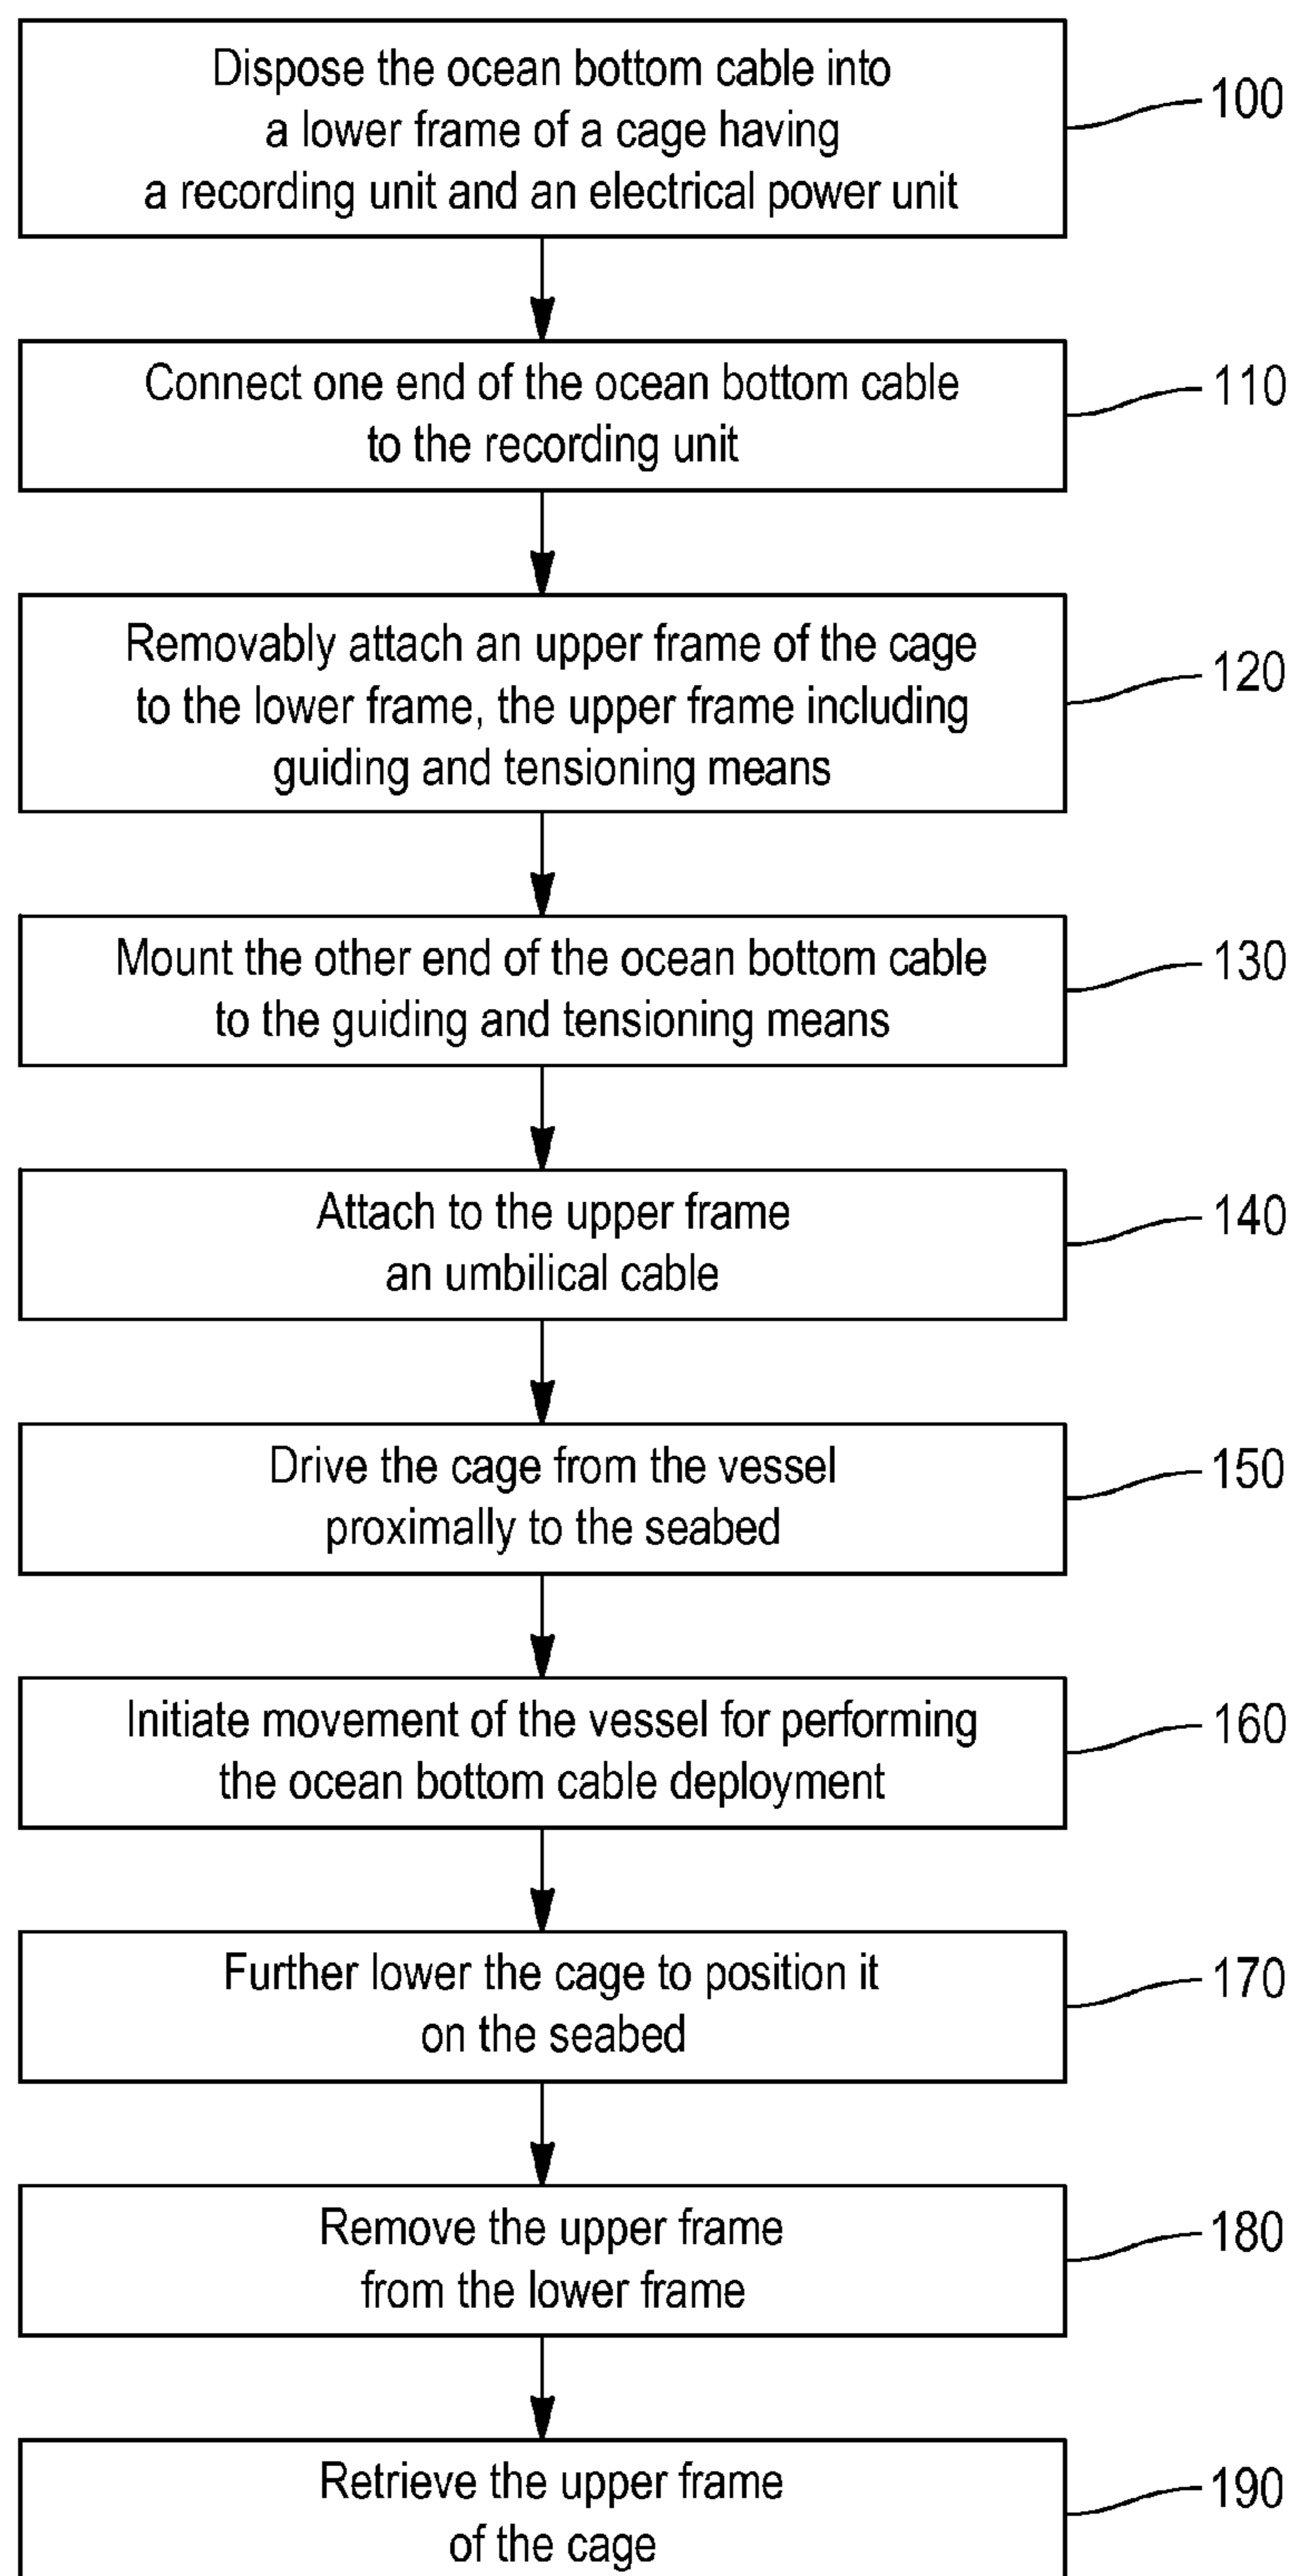 Dispose the ocean bottom cable into
a lower frame of a cage having
a recording unit and an electrical power unit
100
Connect one end of the ocean bottom cable
to the recording unit
110
Removably attach an upper frame of the cage
to the lower frame, the upper frame including
guiding and tensioning means
120
Mount the other end of the ocean bottom cable
to the guiding and tensioning means
130
Attach to the upper frame
an umbilical cable
140
Drive the cage from the vessel
proximally to the seabed
150
Initiate movement of the vessel for performing
the ocean bottom cable deployment
160
Further lower the cage to position it
on the seabed
170
Remove the upper frame
from the lower frame
180
Retrieve the upper frame
of the cage
190